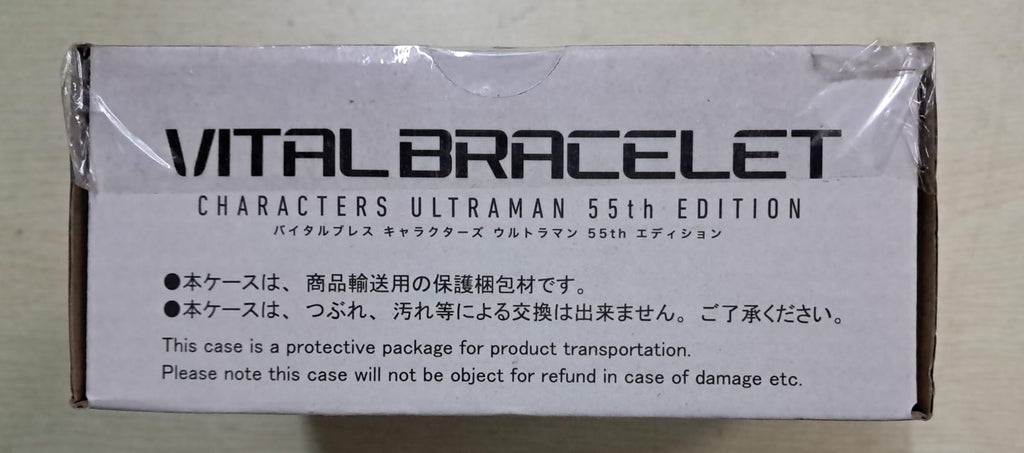 VITAL BRACELET
CHARACTERS ULTRAMAN 55th EDITION
バイタルブレス キャラクターズ ウルトラマン 55th エディション
●本ケースは、商品輸送用の保護梱包材です。
●本ケースは、つぶれ、汚れ等による交換は出来ません。ご了承ください。
This case is a protective package for product transportation.
Please note this case will not be object for refund in case of damage etc.